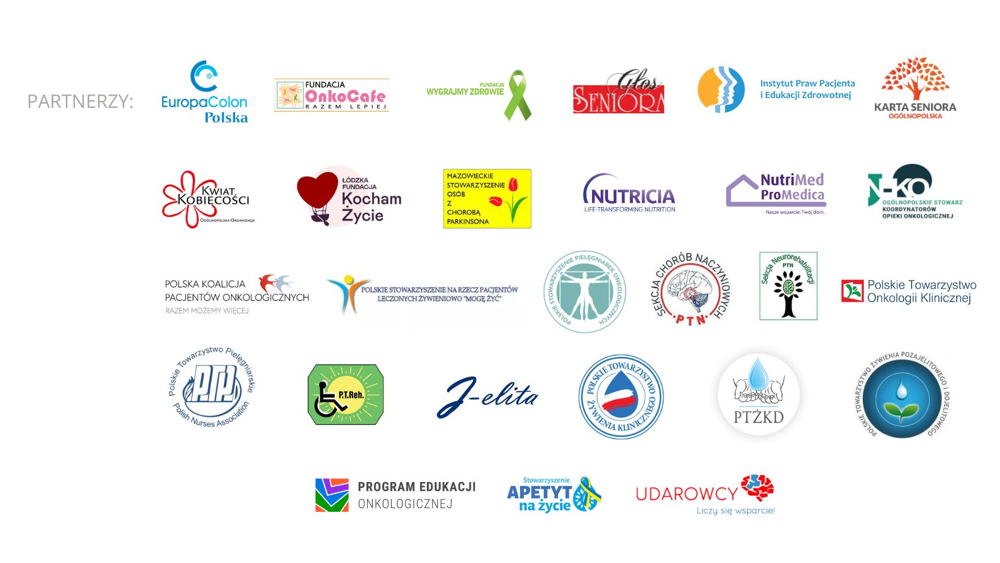 PARTNERZY:
EuropaColon
Polska
FUNDACJA
OnkoCafe
RAZEM LEPIEJ
FUNDACJA
WYGRAJMY ZDROWIE
Głos
SENIORA
Instytut Praw Pacjenta
i Edukacji Zdrowotnej
KARTA SENIORA
OGÓLNOPOLSKA
KWIAT
KOBIECOŚCI
OGÓLNOPOLSKA ORGANIZACJA
ŁÓDZKA
FUNDACJA
Kocham
Życie
MAZOWIECKIE
STOWARZYSZENIE
OSÓB
Z
CHOROBĄ
PARKINSONA
NUTRICIA
LIFE-TRANSFORMING NUTRITION
NutriMed
ProMedica
Nasze wsparcie. Twój dom.
N-KO
OGÓLNOPOLSKIE STOWARZ
KOORDYNATORÓW
OPIEKI ONKOLOGICZNEJ
POLSKA KOALICJA
PACJENTÓW ONKOLOGICZNYCH
RAZEM MOŻEMY WIĘCEJ
POLSKIE STOWARZYSZENIE NA RZECZ PACJENTÓW
LECZONYCH ŻYWIENIOWO "MOGĘ ŻYĆ"
POLSKIE STOWARZYSZENIE PIELĘGNIAREK ONKOLOGICZNYCH
SEKCJA CHORÓB NACZYNIOWYCH
·PTN·
Sekcja Neurorehabilitacji
PTN
Polskie Towarzystwo
Onkologii Klinicznej
Polskie Towarzystwo Pielęgniarskie
PTP
Polish Nurses Association
P.T.Reh.
J-elita
POLSKIE TOWARZYSTWO
ŻYWIENIA KLINICZNEGO
PTŻKD
POLSKIE TOWARZYSTWO ŻYWIENIA POZAJELITOWEGO I DOJELITOWEGO
PROGRAM EDUKACJI
ONKOLOGICZNEJ
Stowarzyszenie
APETYT
na życie
UDAROWCY
Liczy się wsparcie!